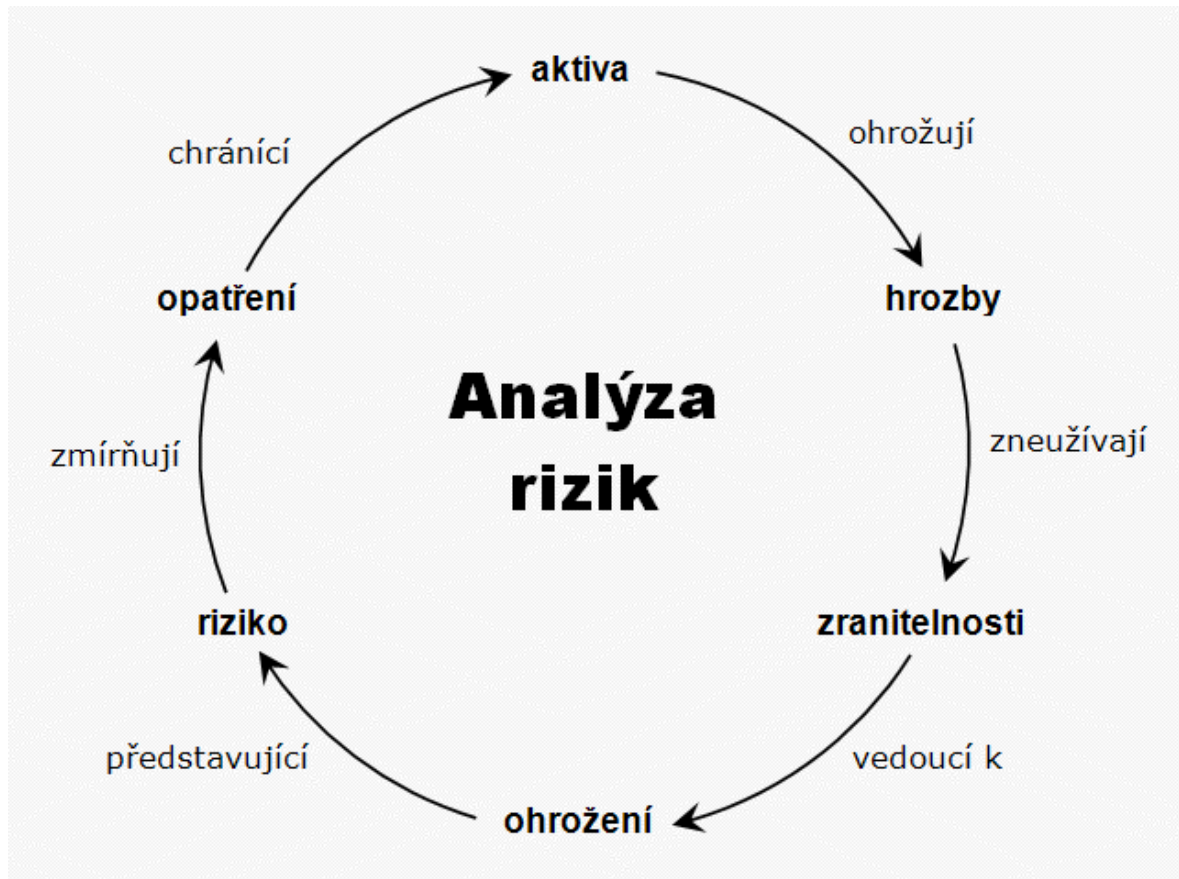 aktiva
ohrožují
hrozby
zneužívají
zranitelnosti
vedoucí k
ohrožení
představující
riziko
zmírňují
opatření
chránící
Analýza
rizik